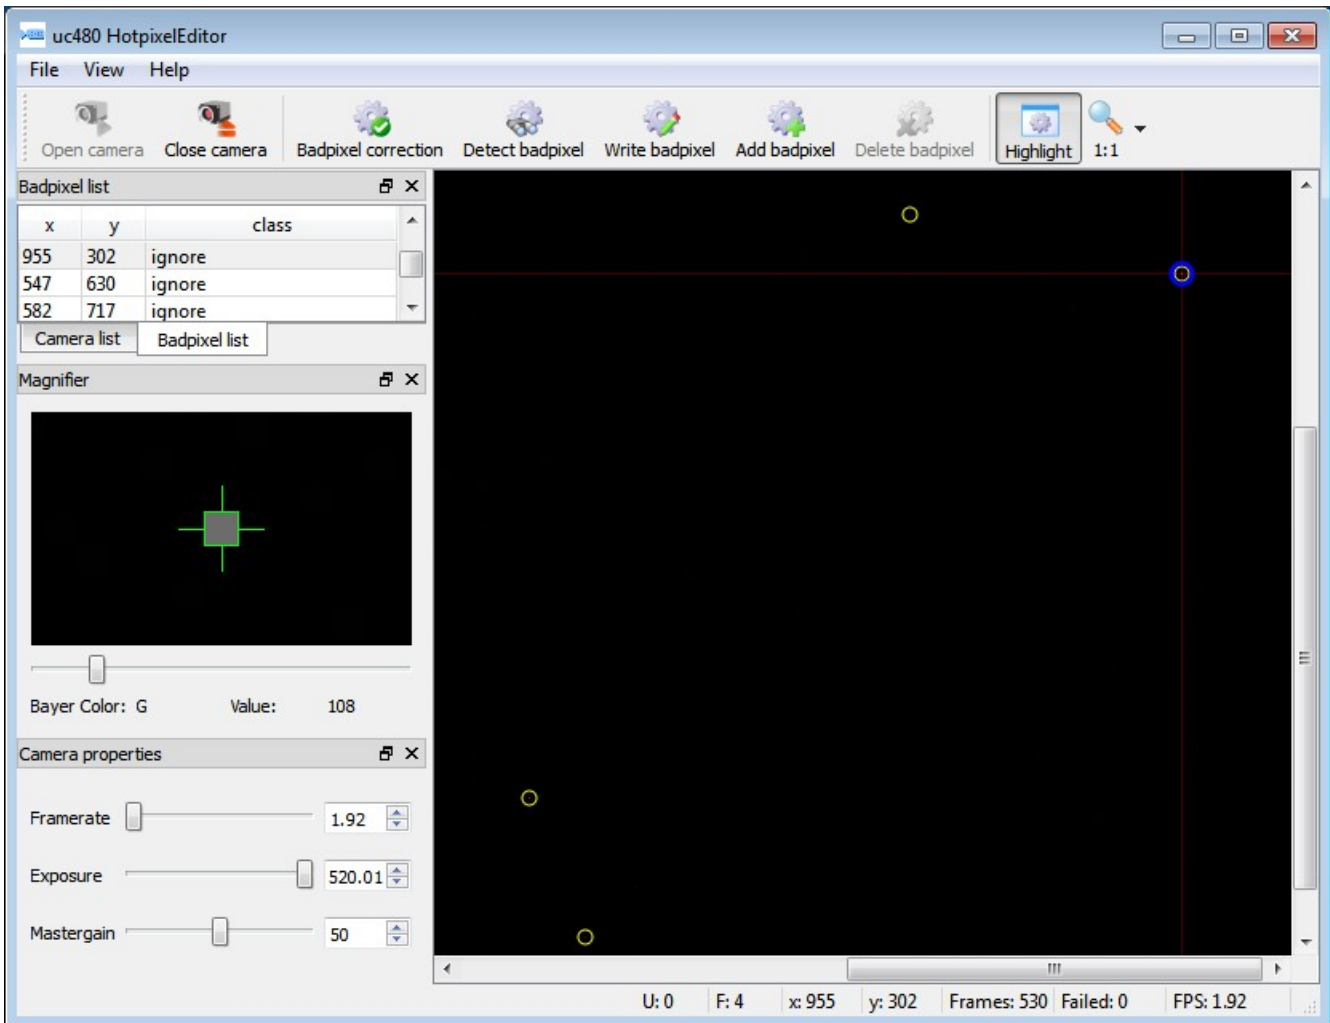 uc480 HotpixelEditor
File View Help
Open camera Close camera Badpixel correction Detect badpixel Write badpixel Add badpixel Delete badpixel Highlight 1:1
Badpixel list
x y class
955 302 ignore
547 630 ignore
582 717 ignore
Camera list Badpixel list
Magnifier
Bayer Color: G Value: 108
Camera properties
Framerate 1.92
Exposure 520.01
Mastergain 50
U: 0 F: 4 x: 955 y: 302 Frames: 530 Failed: 0 FPS: 1.92